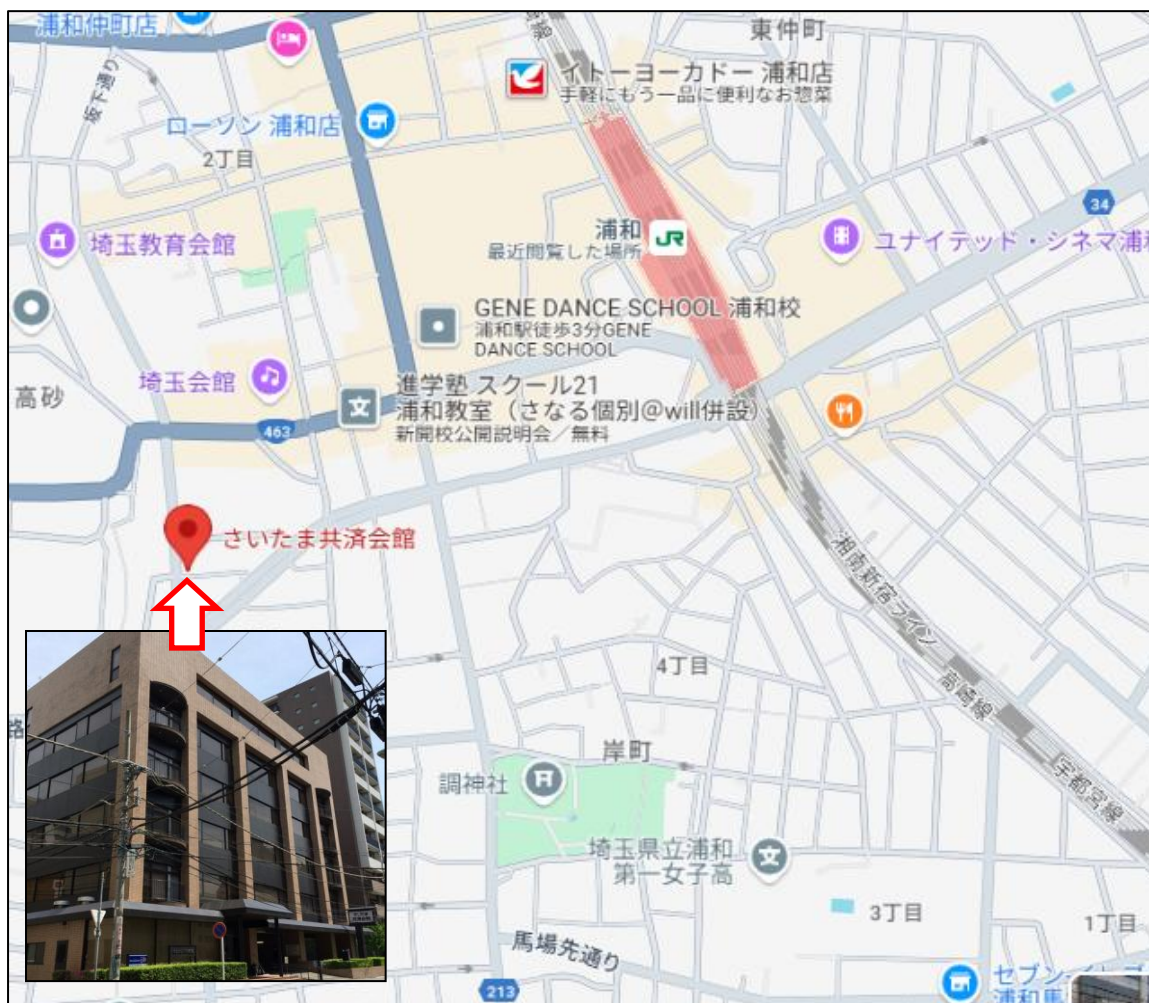 浦和仲町店
東仲町
イトーヨーカドー 浦和店
手軽にもう一品に便利なお惣菜
坂下通り
ローソン 浦和店
2丁目
34
浦和
JR
最近閲覧した場所
埼玉教育会館
ユナイテッド・シネマ浦和
GENE DANCE SCHOOL 浦和校
浦和駅徒歩3分GENE
DANCE SCHOOL
埼玉会館
高砂
進学塾 スクール21
浦和教室（さなる個別@will併設）
新開校公開説明会／無料
463
さいたま共済会館
湘南新宿ライン
4丁目
高崎線
岸町
宇都宮線
調神社
埼玉県立浦和
第一女子高
3丁目
1丁目
馬場先通り
213